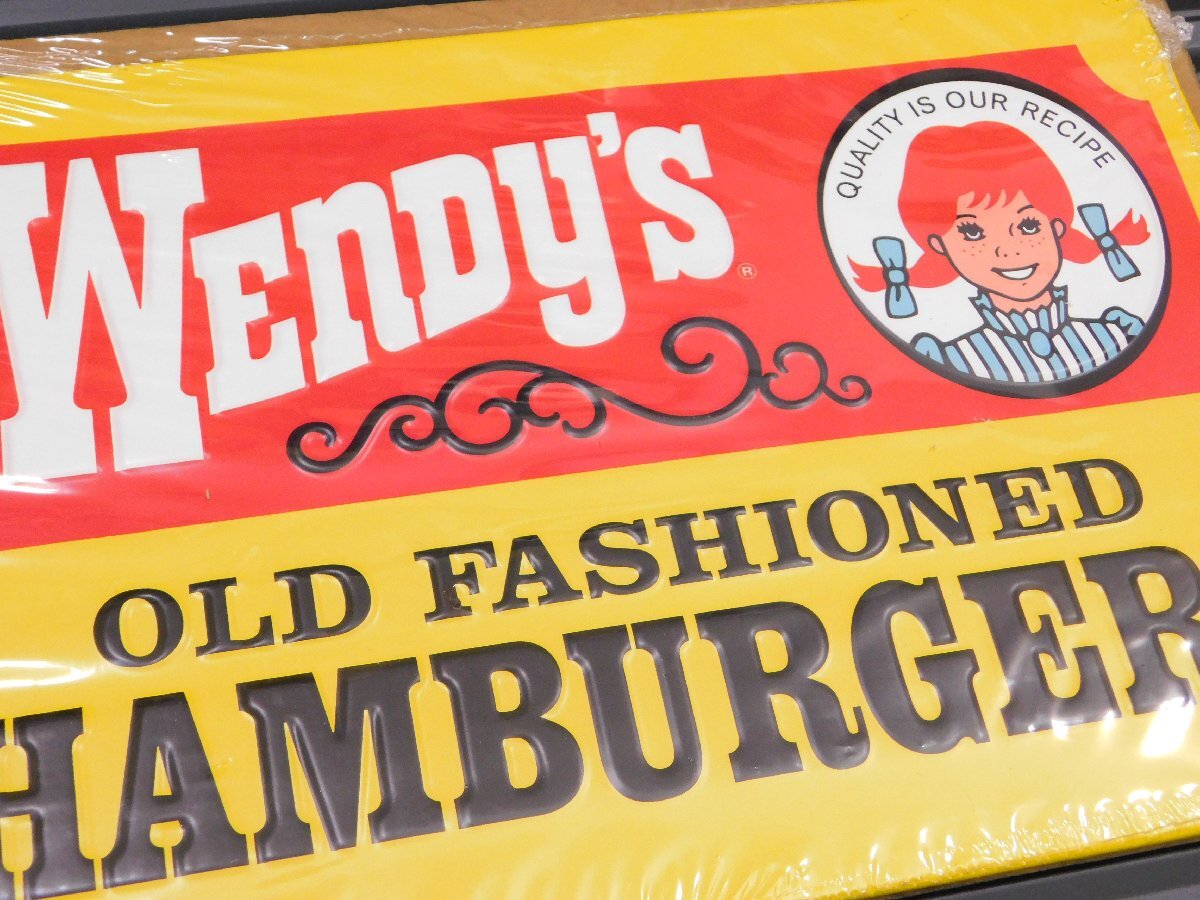 Wendy's ®
QUALITY IS OUR RECIPE
OLD FASHIONED
HAMBURGER